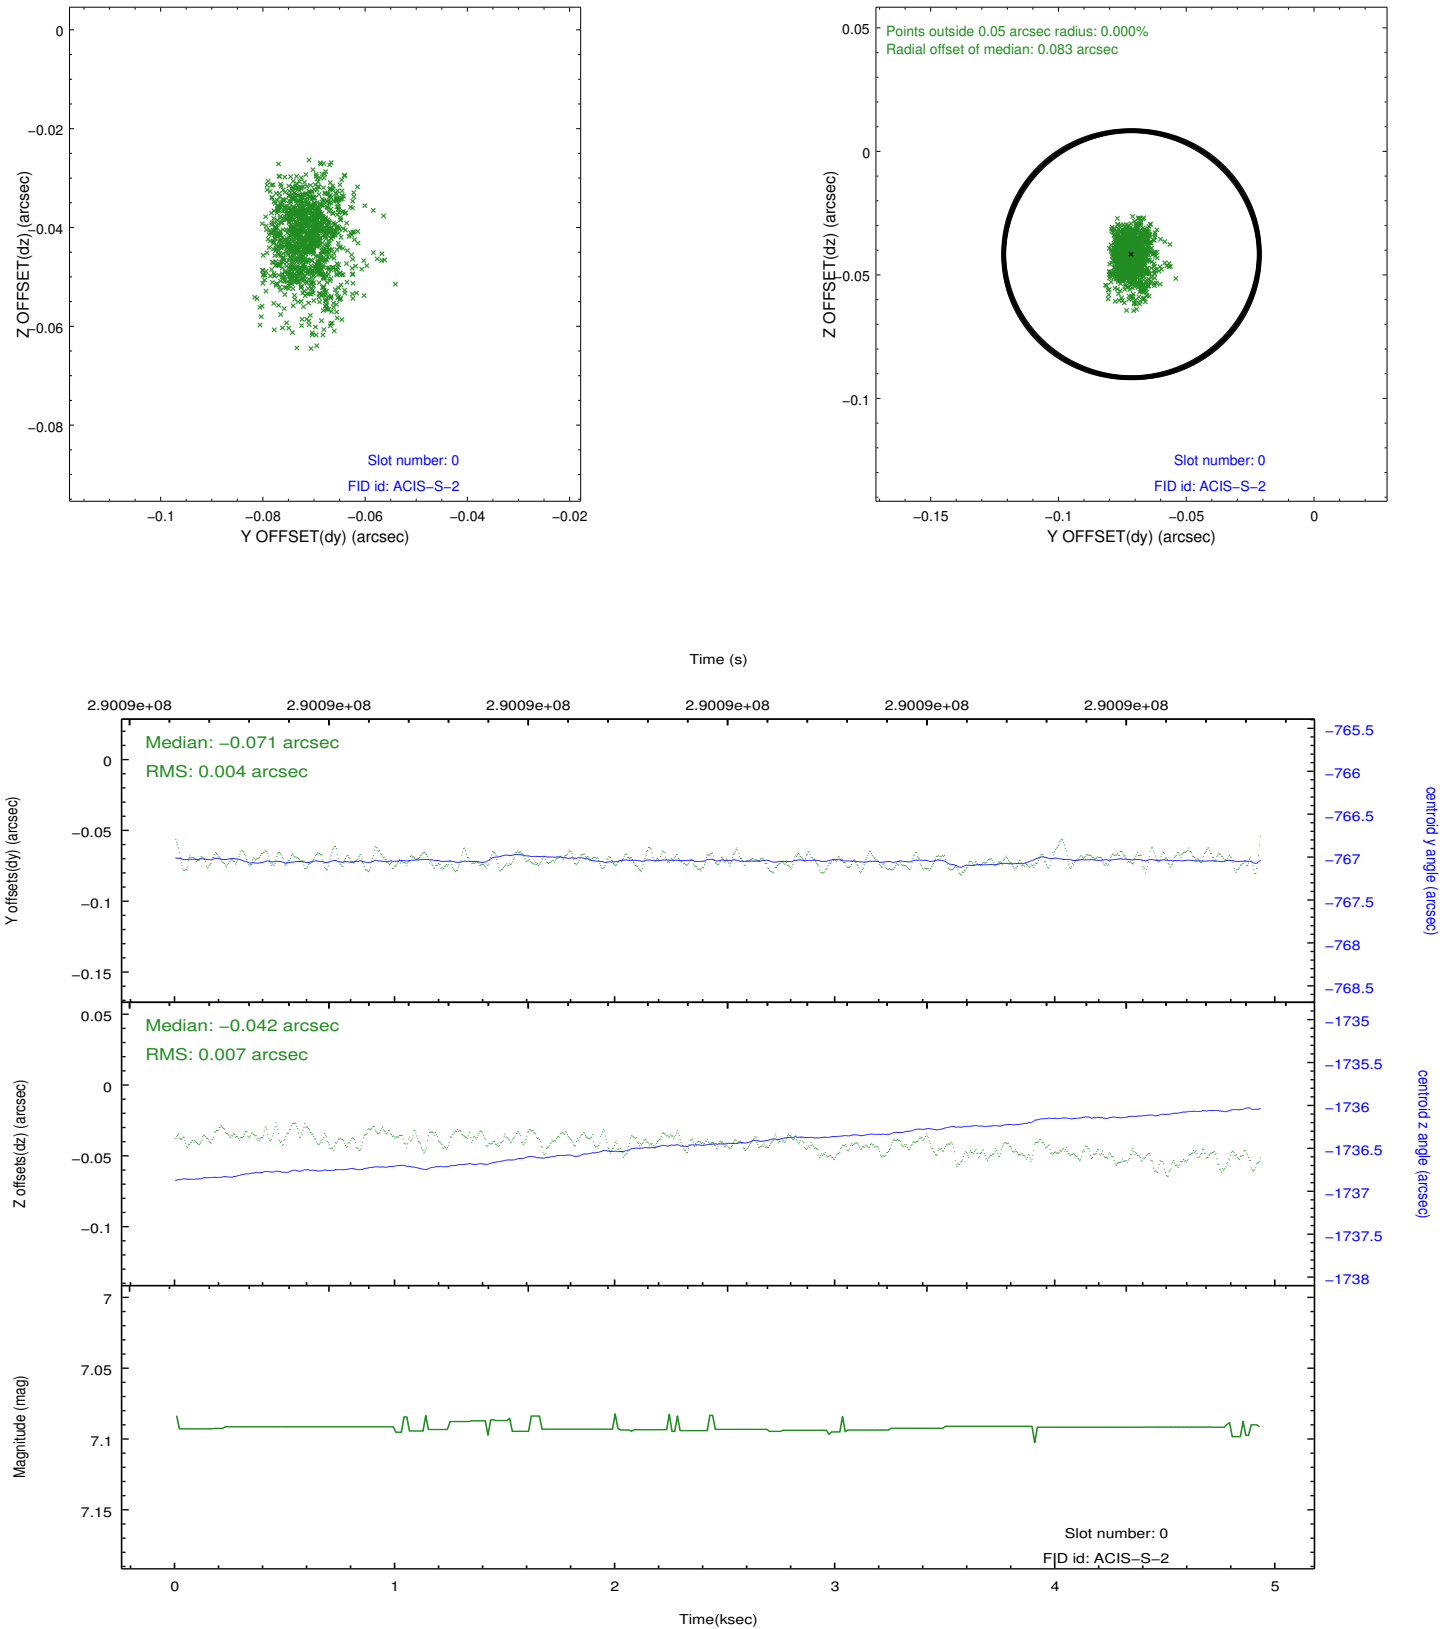 0
−0.02
−0.04
−0.06
−0.08
Z OFFSET(dz) (arcsec)
Slot number: 0
FID id: ACIS−S−2
−0.1
−0.08
−0.06
−0.04
−0.02
Y OFFSET(dy) (arcsec)
Points outside 0.05 arcsec radius: 0.000%
Radial offset of median: 0.083 arcsec
0.05
0
−0.05
−0.1
Z OFFSET(dz) (arcsec)
Slot number: 0
FID id: ACIS−S−2
−0.15
−0.1
−0.05
0
Y OFFSET(dy) (arcsec)
Time (s)
2.9009e+08
2.9009e+08
2.9009e+08
2.9009e+08
2.9009e+08
2.9009e+08
Median: −0.071 arcsec
RMS: 0.004 arcsec
0
−0.05
−0.1
−0.15
Y offsets(dy) (arcsec)
−765.5
−766
−766.5
−767
−767.5
−768
−768.5
centroid y angle (arcsec)
Median: −0.042 arcsec
RMS: 0.007 arcsec
0.05
0
−0.05
−0.1
Z offsets(dz) (arcsec)
−1735
−1735.5
−1736
−1736.5
−1737
−1737.5
−1738
centroid z angle (arcsec)
7
7.05
7.1
7.15
Magnitude (mag)
Slot number: 0
FID id: ACIS−S−2
0
1
2
3
4
5
Time(ksec)